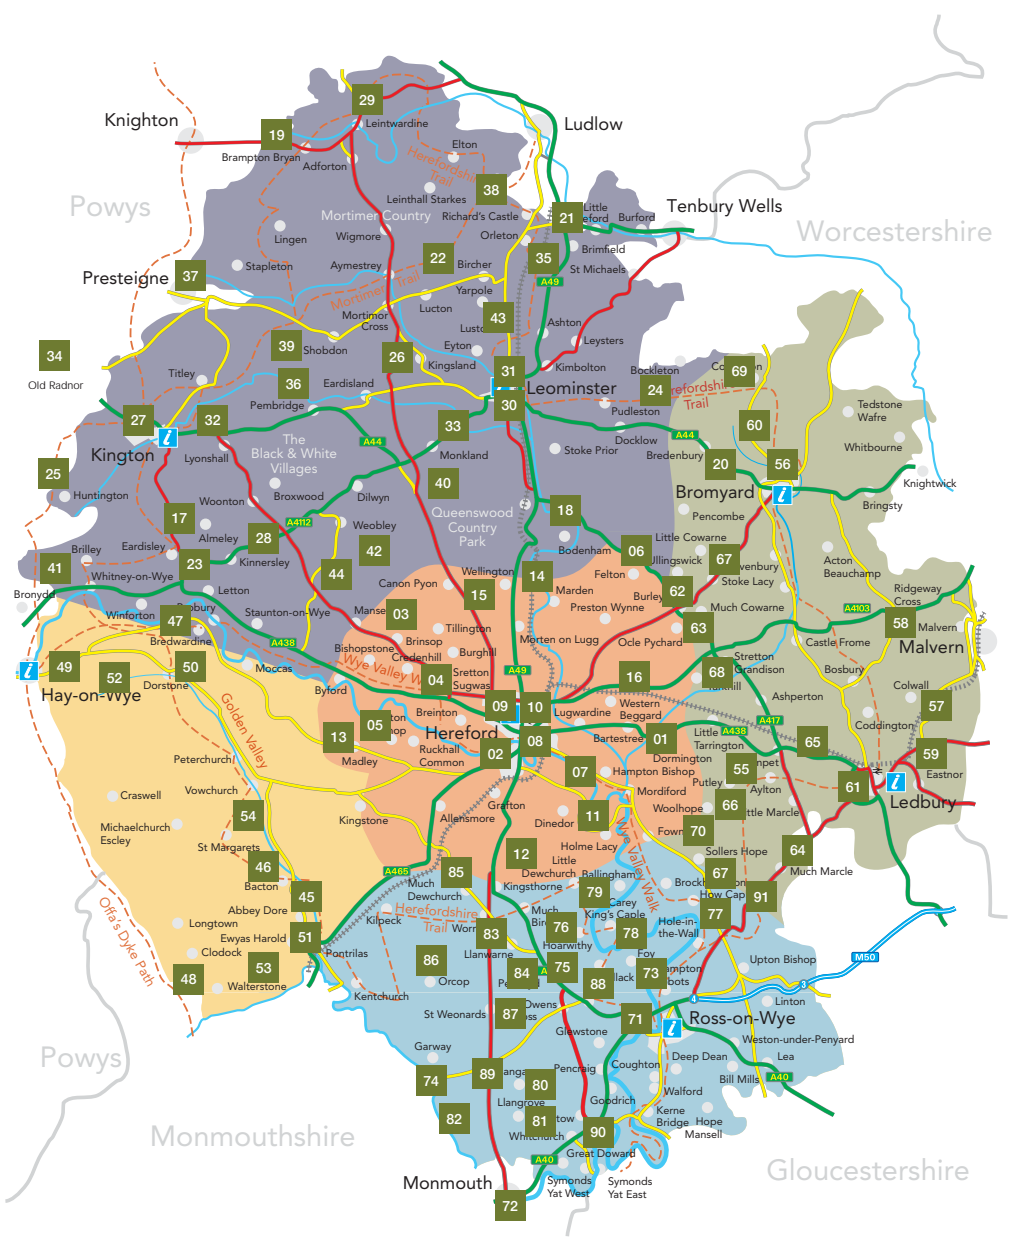 29
Knighton
Ludlow
19
Leintwardine
Brampton Bryan
Elton
Adforton
Herefordshire
Trail
38
Leinthall Starkes
Powys
Mortimer Country
Richard's Castle
21
Little
Burford
Tenbury Wells
Worcestershire
Lingen
Wigmore
Orleton
Brimfield
22
35
Stapleton
Aymestrey
Bircher
St Michaels
Presteigne
37
Mortimer Trail
A49
Yarpole
Lucton
Mortimor
Cross
43
Ashton
39
Shobdon
Eyton
Leysters
34
26
Kingsland
Old Radnor
Titley
36
Eardisland
31
Kimbolton
Bockleton
69
Leominster
24
Trail
Pembridge
30
Pudleston
Tedstone
Wafre
27
32
33
60
Docklow
A44
The
Black & White
Villages
A44
Kington
Lyonshall
Monkland
Stoke Prior
Bredenbury
20
56
Whitbourne
25
40
Knightwick
Huntington
Broxwood
Dilwyn
Bromyard
Woonton
Queenswood
Country
Park
18
Bringsty
17
A4112
Weobley
Pencombe
Almeley
28
42
Little Cowarne
Brilley
Eardisley
Bodenham
06
67
Acton
Beauchamp
41
23
Kinnersley
44
Wellington
Felton
Stoke Lacy
Whitney-on-Wye
Canon Pyon
14
Bronydd
Letton
15
Marden
62
Ridgeway
Cross
Winforton
Staunton-on-Wye
03
Preston Wynne
Much Cowarne
A4103
47
Tillington
63
58
Malvern
Bredwardine
A438
Brinsop
Morten on Lugg
Ocle Pychard
Castle Frome
Malvern
Bishopstone
Credenhill
Burghill
Stretton
Grandison
49
50
Moccas
04
Sretton
Sugwas
A49
16
68
Bosbury
52
Hay-on-Wye
Dorstone
Byford
Colwall
Western
Beggard
Ashperton
57
Golden Valley
05
Breinton
09
10
Lugwardine
A417
Coddington
13
Hereford
08
Bartestree
01
Little
Tarrington
A438
65
Madley
Ruckhall
Common
02
Dormington
59
Peterchurch
07
Hampton Bishop
55
Eastnor
Putley
Aylton
61
Craswell
Vowchurch
Grafton
Mordiford
Ledbury
54
Kingstone
Allensmore
11
Woolhope
66
Michaelchurch
Escley
Dinedor
70
St Margarets
12
Holme Lacy
Sollers Hope
64
46
Little
Dewchurch
Wye Valley Walk
Bacton
A465
85
Ballingham
67
Much Marcle
45
Much
Dewchurch
Kingsthorne
79
91
Abbey Dore
Carey
How Cap
Kilpeck
Herefordshire
Trail
Much
King's Caple
77
Longtown
76
Hole-in-
the-Wall
Ewyas Harold
51
83
Hoarwithy
78
Offa's Dyke Path
Clodock
Pontrilas
Llanwarne
Foy
Upton Bishop
M50
53
86
84
75
73
48
Walterstone
Orcop
88
Kentchurch
4
3
Linton
87
St Weonards
71
Ross-on-Wye
Glewstone
Weston-under-Penyard
Garway
Powys
Deep Dean
Lea
Coughton
89
Pencraig
74
80
Bill Mills
A40
Walford
Llangrove
Goodrich
82
81
Kerne
Bridge
Hope
Mansell
Monmouthshire
90
Whitchurch
Great Doward
A40
Gloucestershire
Monmouth
Symonds
Yat West
Symonds
Yat East
72